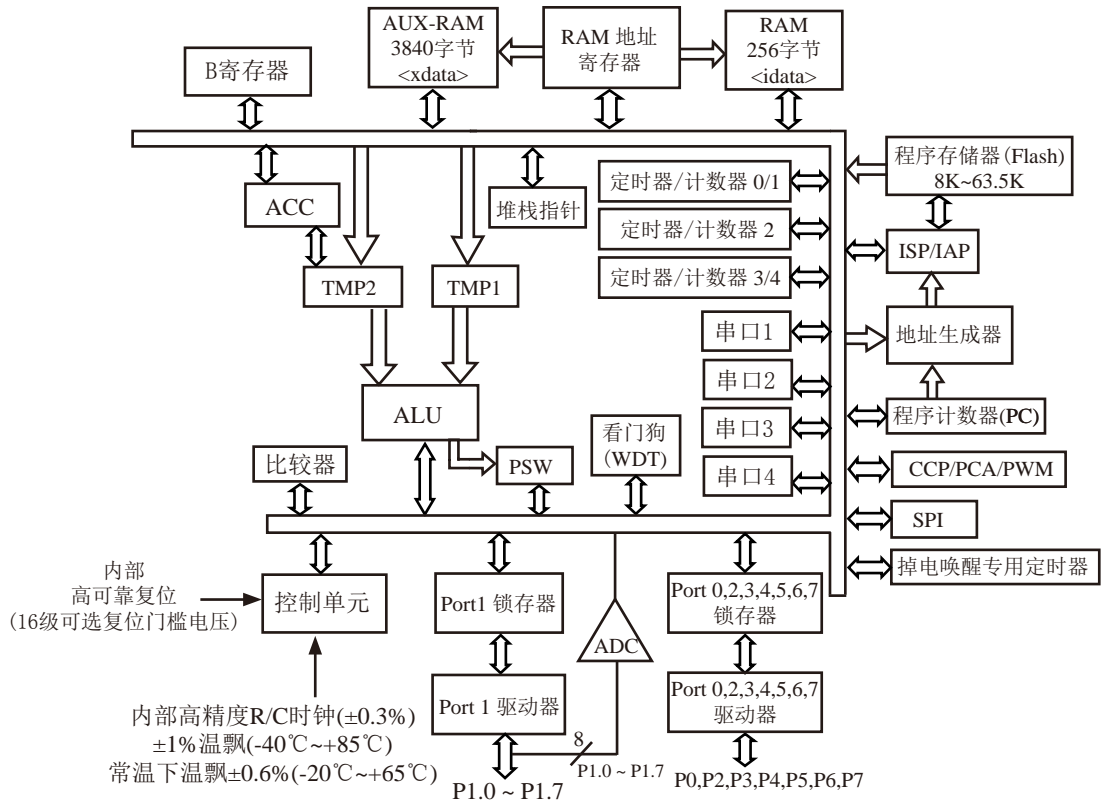 AUX-RAM
3840字节
<xdata>
RAM 地址
寄存器
RAM
256字节
<idata>
B寄存器
程序存储器(Flash)
8K~63.5K
定时器/计数器 0/1
ACC
堆栈指针
定时器/计数器 2
ISP/IAP
定时器/计数器 3/4
TMP2
TMP1
串口1
地址生成器
串口2
ALU
程序计数器(PC)
串口3
看门狗
(WDT)
比较器
PSW
串口4
CCP/PCA/PWM
SPI
掉电唤醒专用定时器
内部
高可靠复位
(16级可选复位门槛电压)
控制单元
Port1 锁存器
Port 0,2,3,4,5,6,7
锁存器
ADC
Port 1 驱动器
Port 0,2,3,4,5,6,7
驱动器
内部高精度R/C时钟(±0.3%)
±1%温飘(-40℃~+85℃)
常温下温飘±0.6%(-20℃~+65℃)
8
P1.0 ~ P1.7
P1.0 ~ P1.7
P0,P2,P3,P4,P5,P6,P7